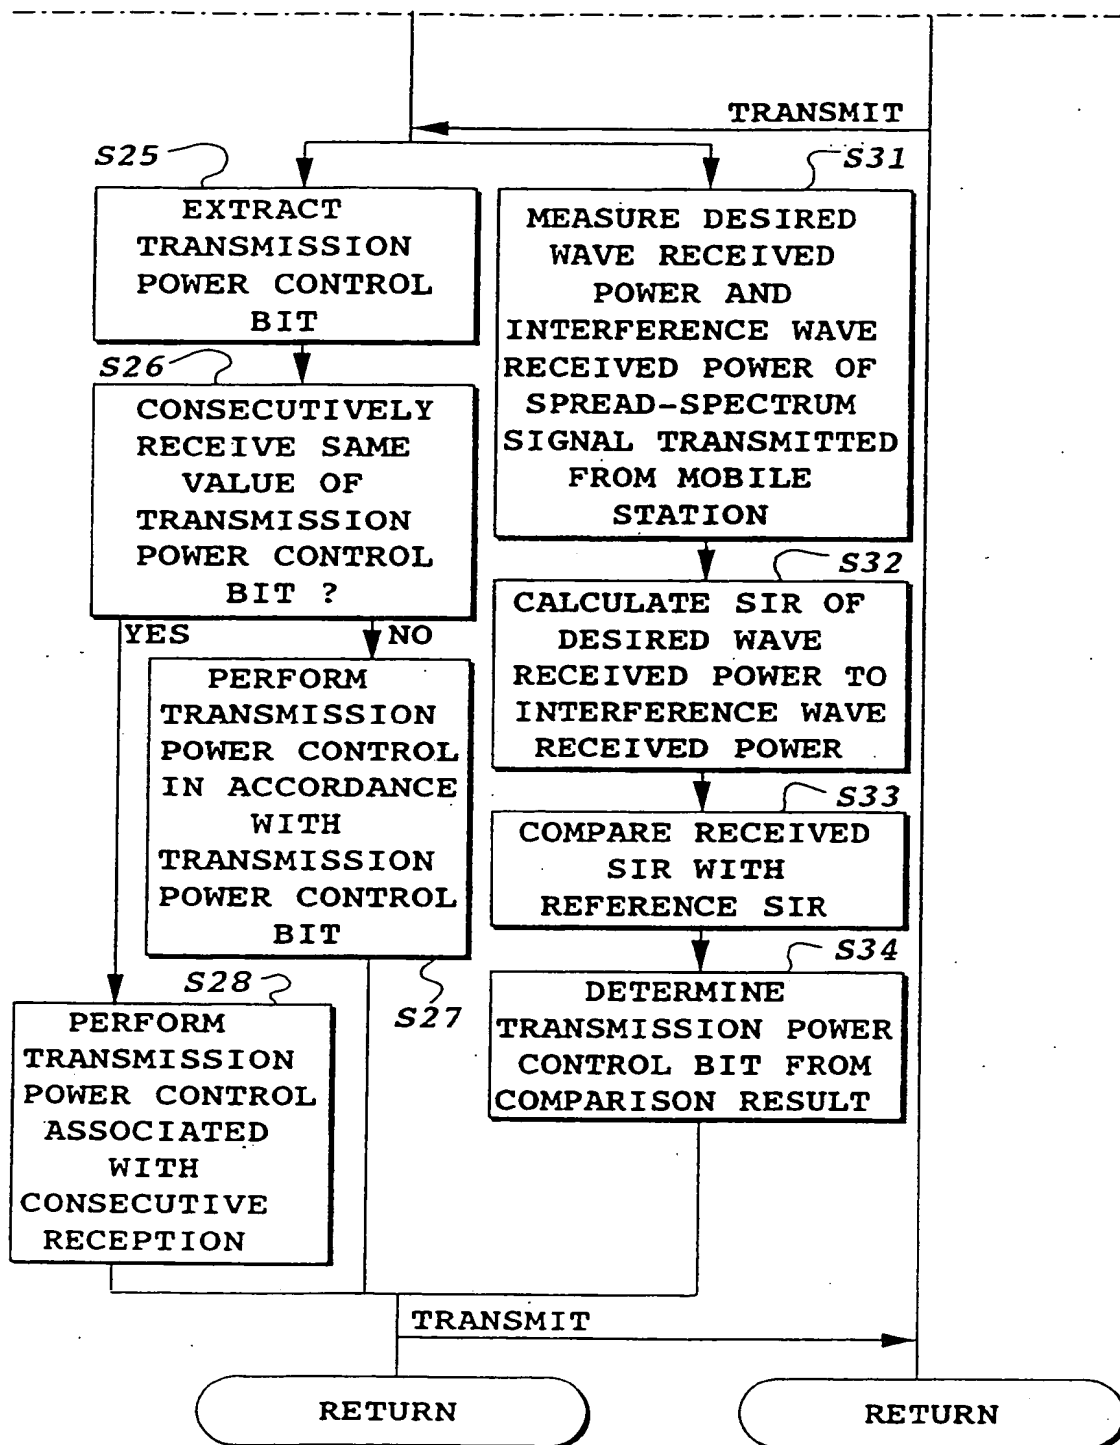 TRANSMIT
S25
EXTRACT
TRANSMISSION
POWER CONTROL
BIT
S26
CONSECUTIVELY
RECEIVE SAME
VALUE OF
TRANSMISSION
POWER CONTROL
BIT ?
YES
NO
PERFORM
TRANSMISSION
POWER CONTROL
IN ACCORDANCE
WITH
TRANSMISSION
POWER CONTROL
BIT
S27
S28
PERFORM
TRANSMISSION
POWER CONTROL
ASSOCIATED
WITH
CONSECUTIVE
RECEPTION
S31
MEASURE DESIRED
WAVE RECEIVED
POWER AND
INTERFERENCE WAVE
RECEIVED POWER OF
SPREAD-SPECTRUM
SIGNAL TRANSMITTED
FROM MOBILE
STATION
S32
CALCULATE SIR OF
DESIRED WAVE
RECEIVED POWER TO
INTERFERENCE WAVE
RECEIVED POWER
S33
COMPARE RECEIVED
SIR WITH
REFERENCE SIR
S34
DETERMINE
TRANSMISSION POWER
CONTROL BIT FROM
COMPARISON RESULT
TRANSMIT
RETURN
RETURN